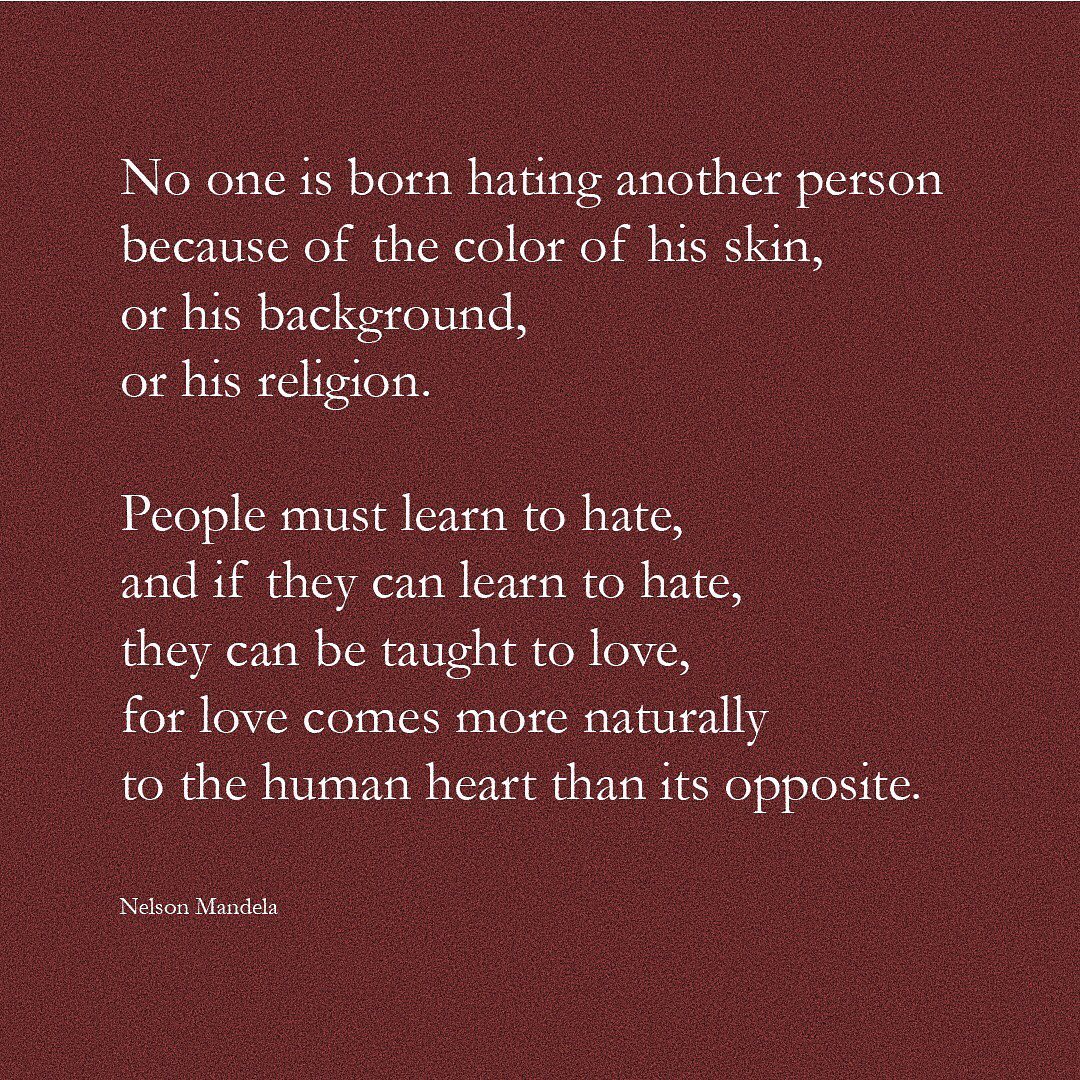 No one is born hating another person
because of the color of his skin,
or his background,
or his religion.
People must learn to hate,
and if they can learn to hate,
they can be taught to love,
for love comes more naturally
to the human heart than its opposite.
Nelson Mandela